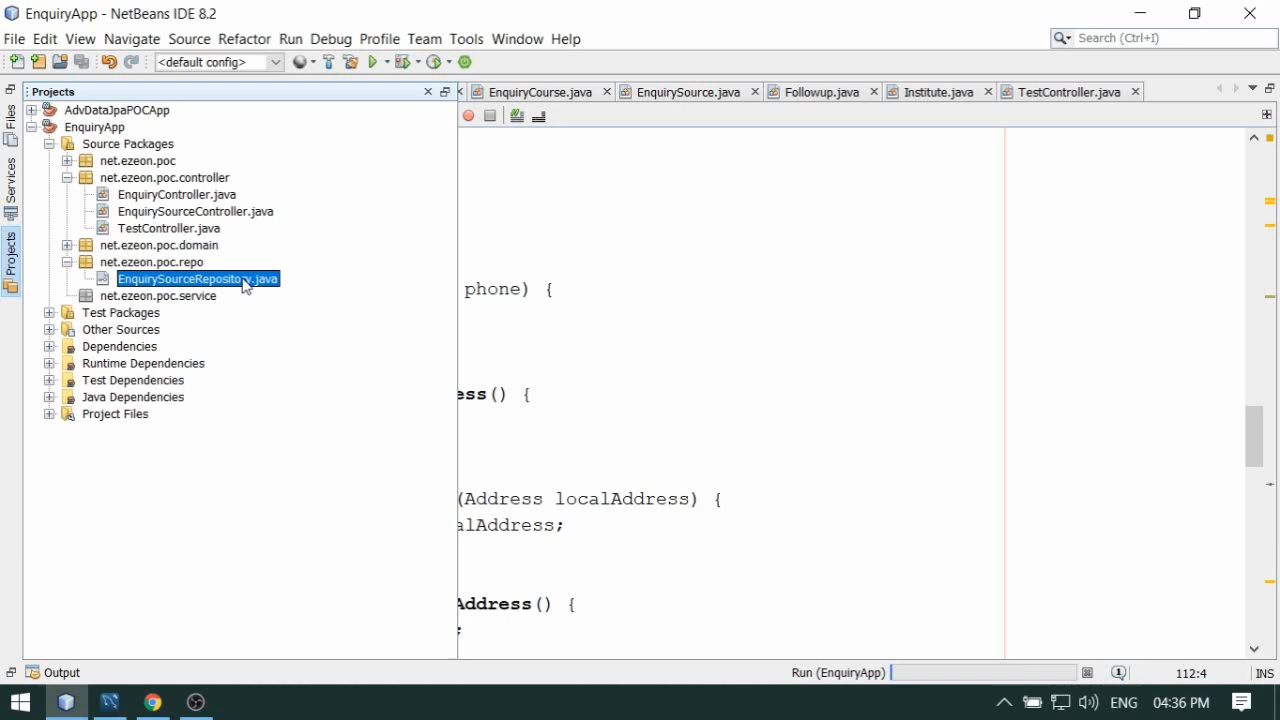 EnquiryApp - NetBeans IDE 8.2
File Edit View Navigate Source Refactor Run Debug Profile Team Tools Window Help
Search (Ctrl+I)
<default config>
Projects
EnquiryCourse.java EnquirySource.java Followup.java Institute.java TestController.java
Files
Services
Projects
AdvDataJpaPOCApp
EnquiryApp
Source Packages
net.ezeon.poc
net.ezeon.poc.controller
EnquiryController.java
EnquirySourceController.java
TestController.java
net.ezeon.poc.domain
net.ezeon.poc.repo
EnquirySourceRepository.java
net.ezeon.poc.service
Test Packages
Other Sources
Dependencies
Runtime Dependencies
Test Dependencies
Java Dependencies
Project Files
phone) {
ess() {
(Address localAddress) {
alAddress;
Address() {
;
Output
Run (EnquiryApp)
1
112:4
INS
ENG
04:36 PM